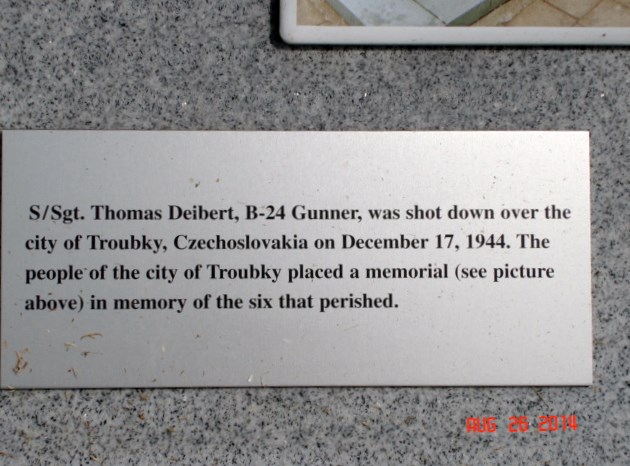 S/Sgt. Thomas Deibert, B-24 Gunner, was shot down over the
city of Troubky, Czechoslovakia on December 17, 1944. The
people of the city of Troubky placed a memorial (see picture
above) in memory of the six that perished.
AUG 26 2014